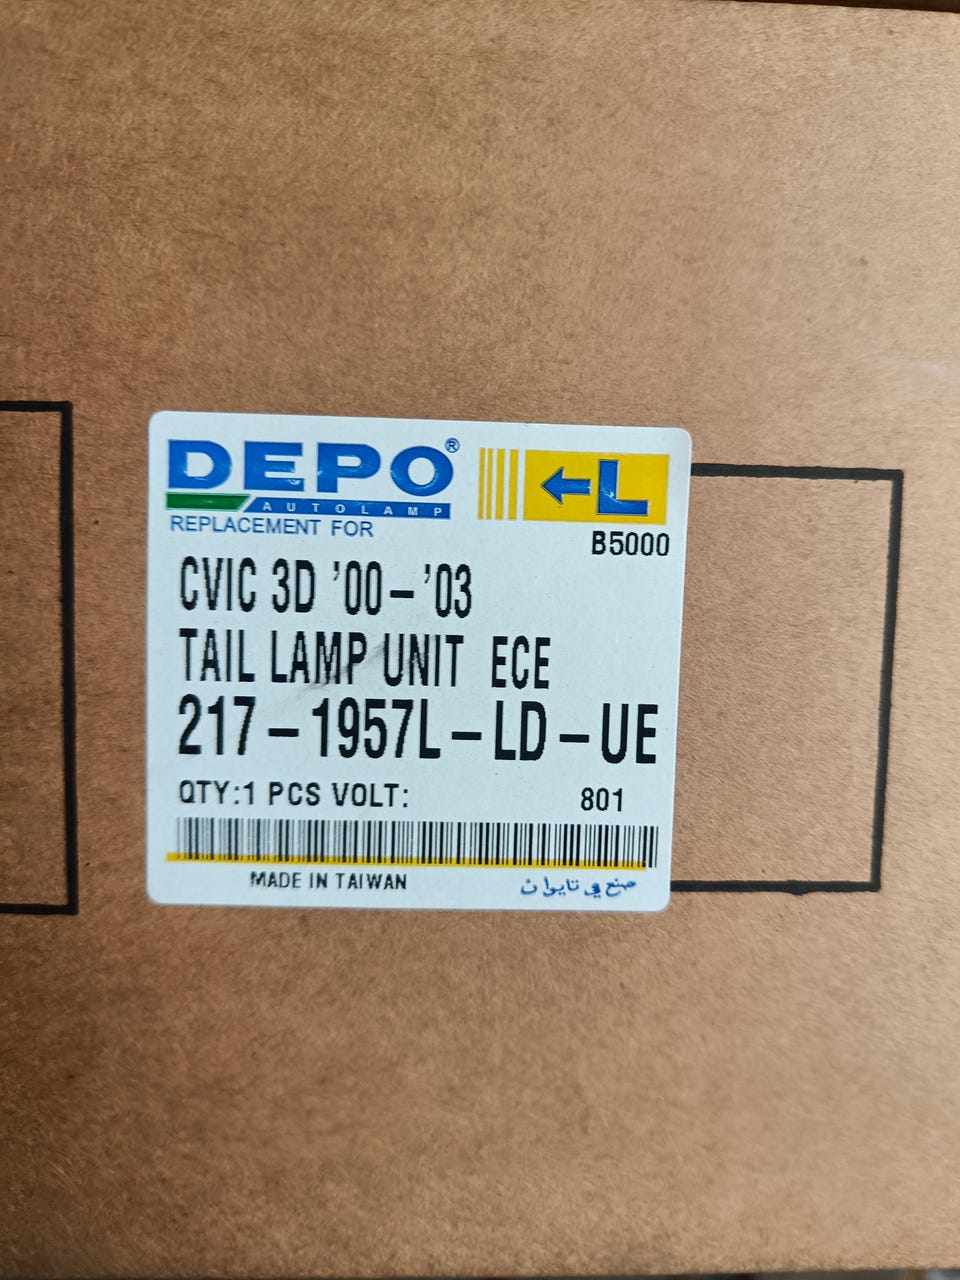 DEPO®
AUTOLAMP
REPLACEMENT FOR
L
B5000
CVIC 3D '00-'03
TAIL LAMP UNIT ECE
217-1957L-LD-UE
QTY:1 PCS VOLT:
801
MADE IN TAIWAN
صنع في تايوان